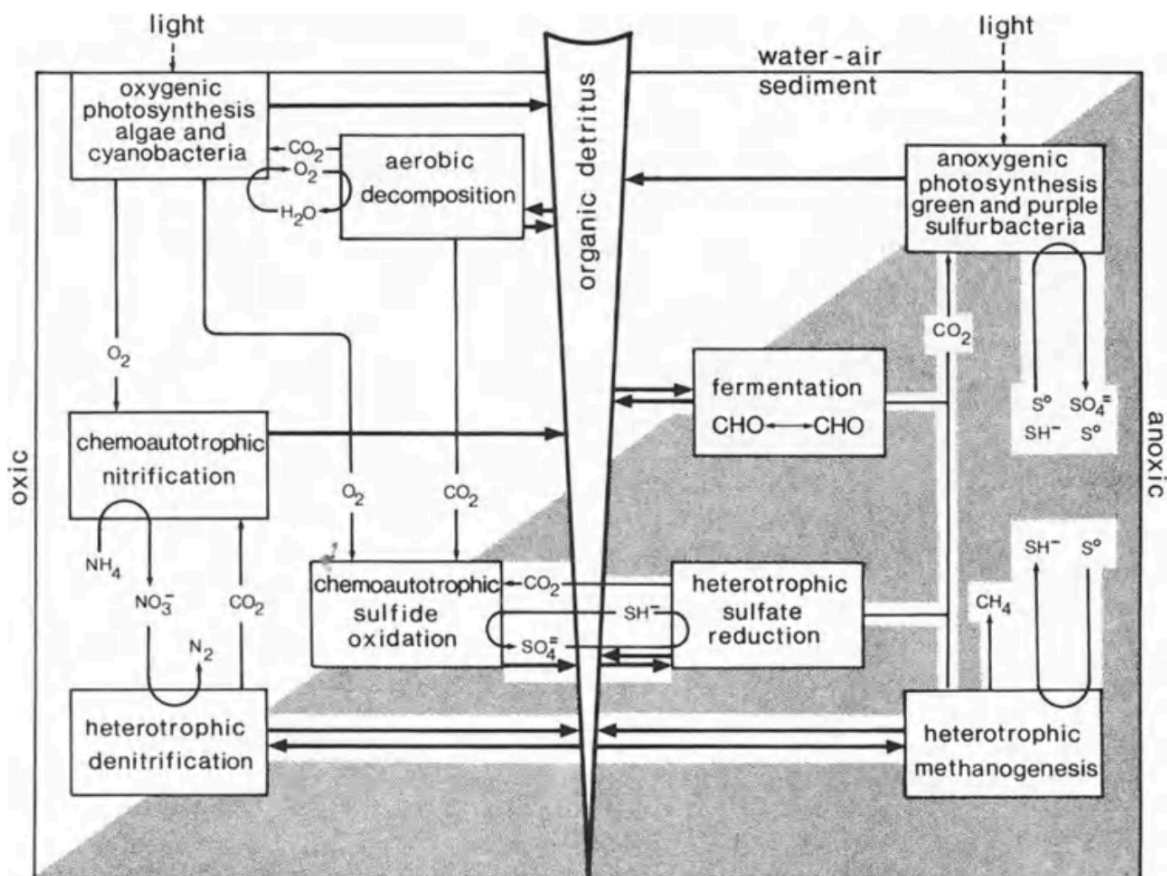 light
light
water-air
sediment
oxygenic
photosynthesis
algae and
cyanobacteria
CO₂
O₂
H₂O
aerobic
decomposition
organic detritus
anoxygenic
photosynthesis
green and purple
sulfurbacteria
O₂
CO₂
fermentation
CHO CHO
S° SO₄⁼
SH⁻ S°
oxic
anoxic
chemoautotrophic
nitrification
O₂
CO₂
NH₄
NO₃⁻
CO₂
N₂
chemoautotrophic
sulfide
oxidation
CO₂
SH⁻
SO₄⁼
heterotrophic
sulfate
reduction
SH⁻ S°
CH₄
heterotrophic
denitrification
heterotrophic
methanogenesis